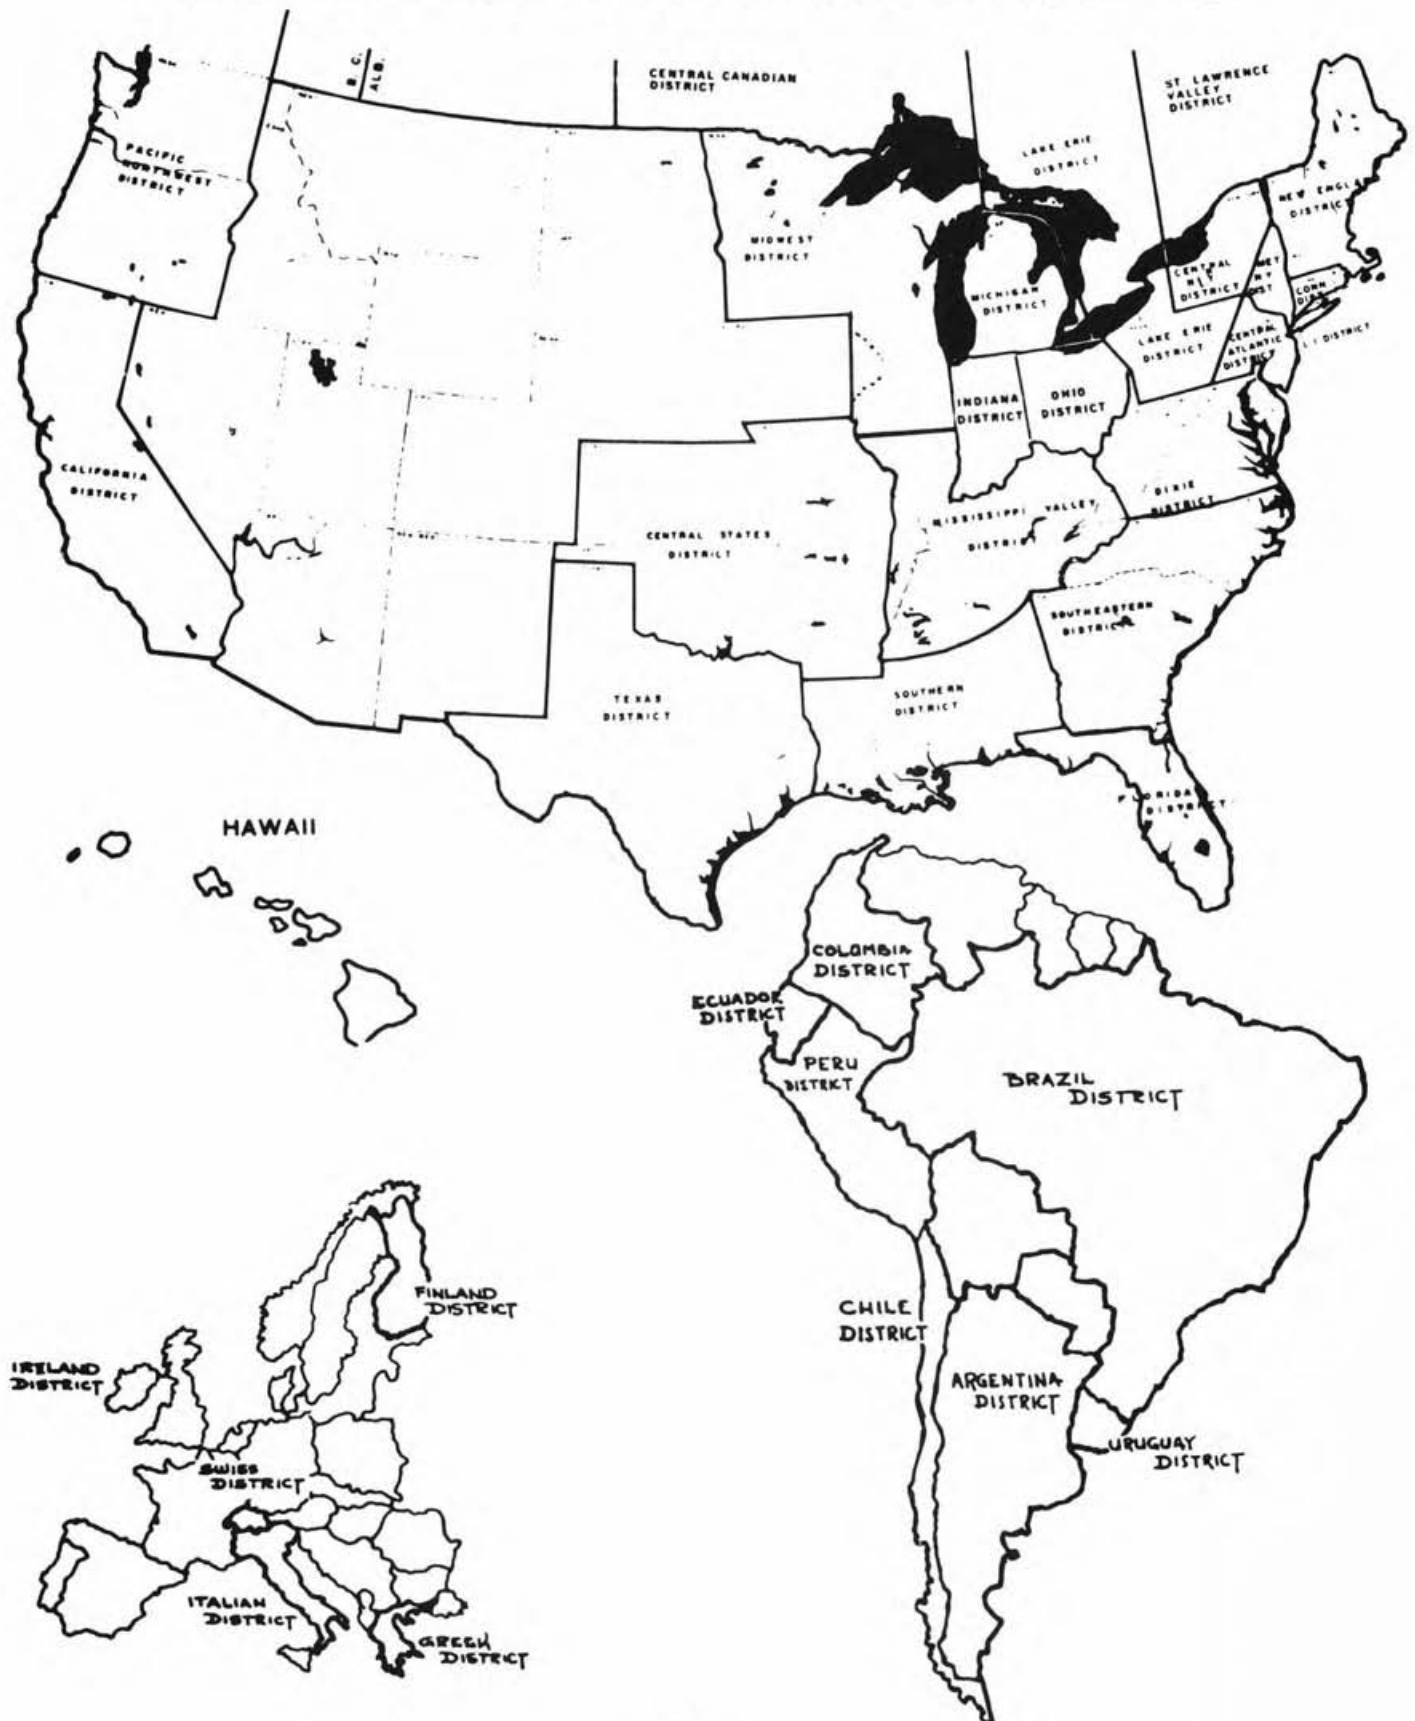 B. C.
ALB.
CENTRAL CANADIAN
DISTRICT
ST LAWRENCE
VALLEY
DISTRICT
LAKE ERIE
DISTRICT
PACIFIC
NORTHWEST
DISTRICT
NEW ENGLA
DISTRICT
MIDWEST
DISTRICT
MICHIGAN
DISTRICT
CENTRAL
N.Y.
DISTRICT
MET
N Y
DIST
CONN
DIST
LAKE ERIE
DISTRICT
CENTRAL
ATLANTIC
DISTRICT
L I DISTRICT
INDIANA
DISTRICT
OHIO
DISTRICT
CALIFORNIA
DISTRICT
DIXIE
DISTRICT
MISSISSIPPI VALLEY
DISTRICT
CENTRAL STATES
DISTRICT
SOUTHEASTERN
DISTRICT
TEXAS
DISTRICT
SOUTHERN
DISTRICT
FLORIDA
DISTRICT
HAWAII
COLOMBIA
DISTRICT
ECUADOR
DISTRICT
PERU
DISTRICT
BRAZIL
DISTRICT
CHILE
DISTRICT
ARGENTINA
DISTRICT
URUGUAY
DISTRICT
FINLAND
DISTRICT
IRELAND
DISTRICT
SWISS
DISTRICT
ITALIAN
DISTRICT
GREEK
DISTRICT